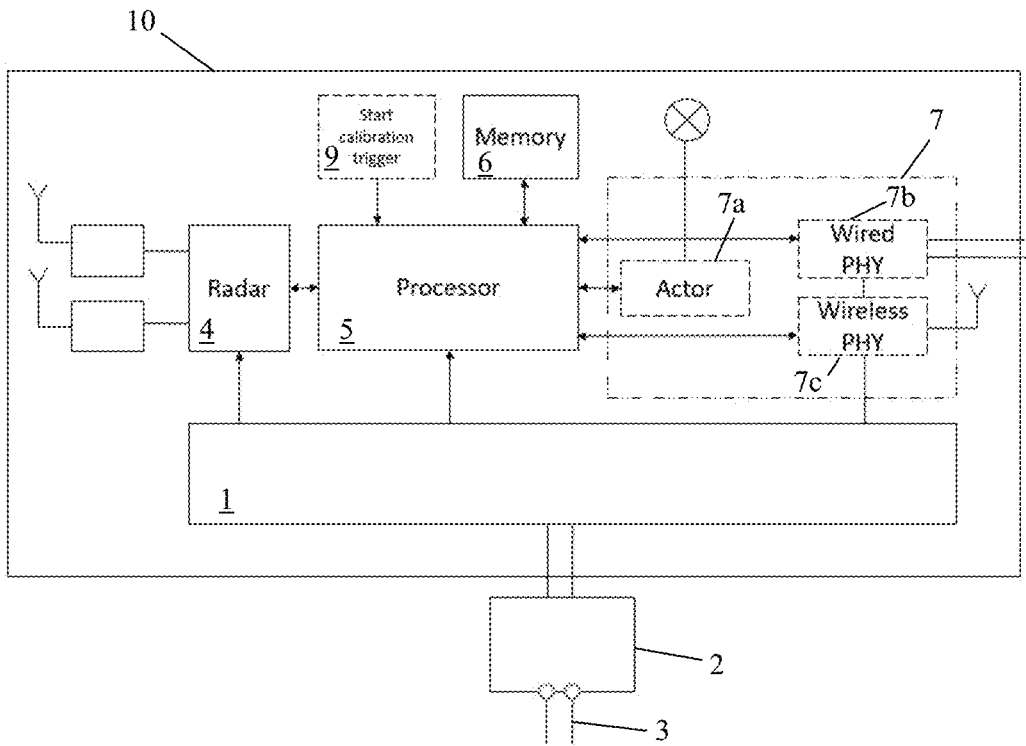 10
Start
calibration
trigger
9
Memory
6
7
7a
7b
Wired
PHY
Radar
4
Processor
5
Actor
Wireless
PHY
7c
1
2
3